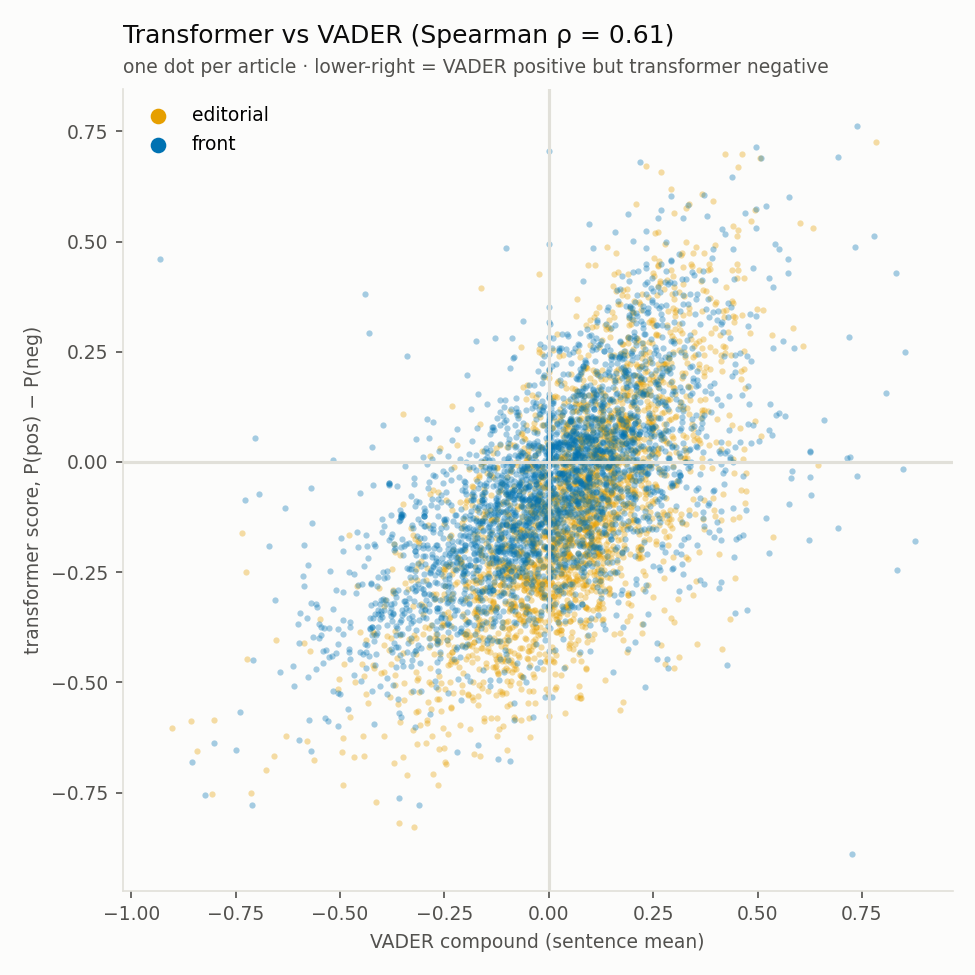 Transformer vs VADER (Spearman ρ = 0.61)
one dot per article · lower-right = VADER positive but transformer negative
editorial
front
0.75
0.50
0.25
0.00
−0.25
−0.50
−0.75
transformer score, P(pos) − P(neg)
−1.00 −0.75 −0.50 −0.25 0.00 0.25 0.50 0.75
VADER compound (sentence mean)